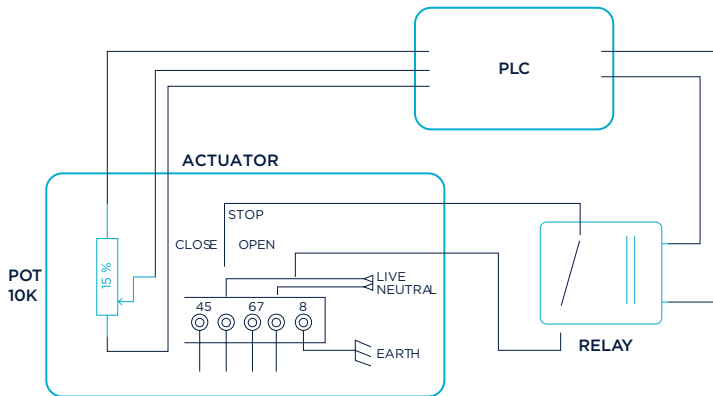 PLC
ACTUATOR
STOP
CLOSE OPEN
POT
10K
15 %
LIVE
NEUTRAL
45 67 8
EARTH
RELAY